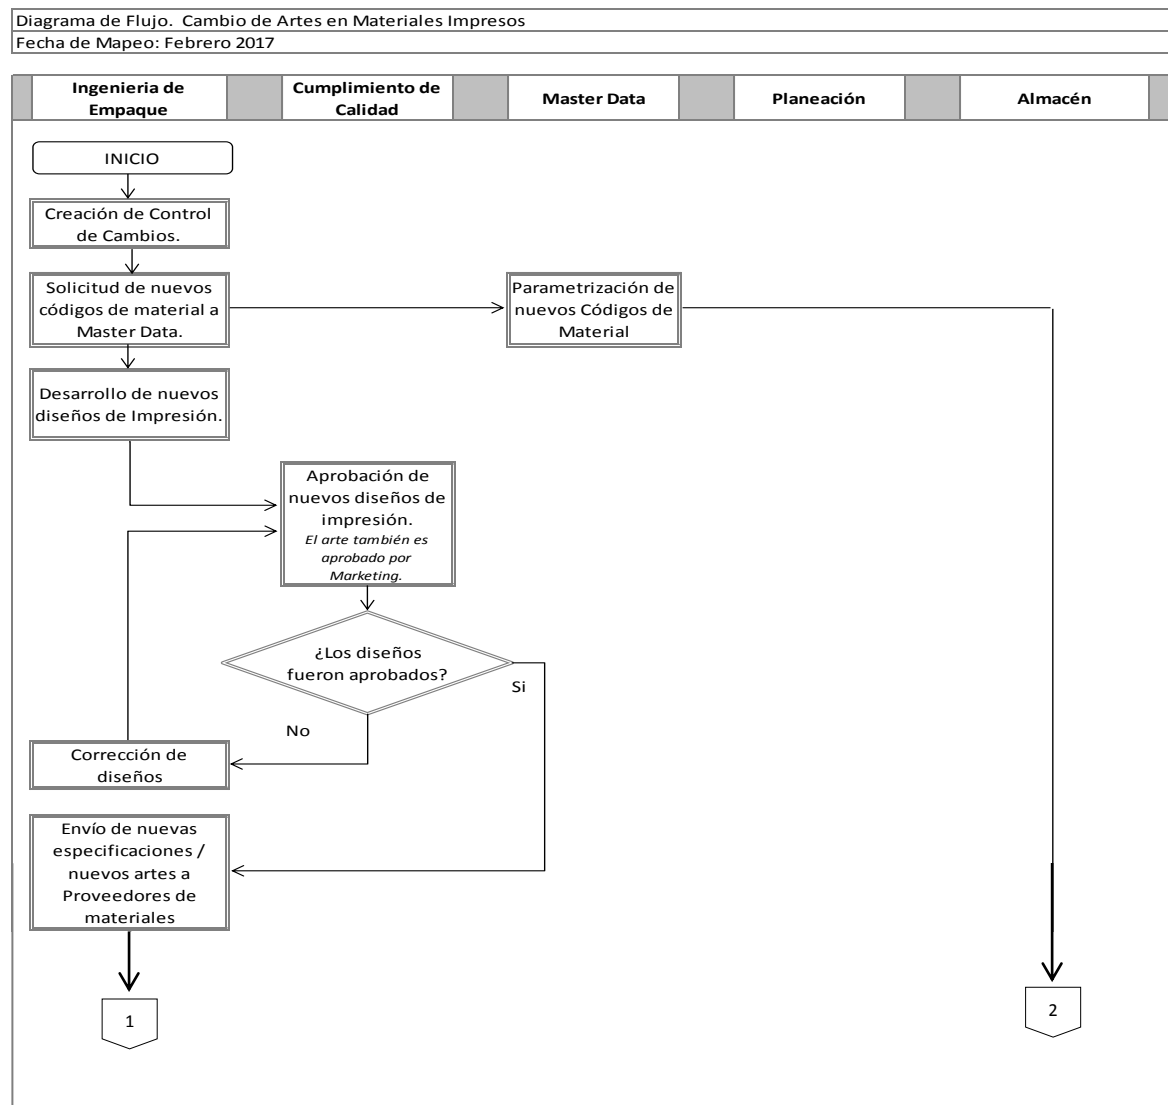 Diagrama de Flujo.  Cambio de Artes en Materiales Impresos
Fecha de Mapeo: Febrero 2017
Ingenieria de
Empaque
Cumplimiento de
Calidad
Master Data
Planeación
Almacén
INICIO
Creación de Control
de Cambios.
Solicitud de nuevos
códigos de material a
Master Data.
Parametrización de
nuevos Códigos de
Material
Desarrollo de nuevos
diseños de Impresión.
Aprobación de
nuevos diseños de
impresión.
El arte también es
aprobado por
Marketing.
¿Los diseños
fueron aprobados?
Si
No
Corrección de
diseños
Envío de nuevas
especificaciones /
nuevos artes a
Proveedores de
materiales
1
2